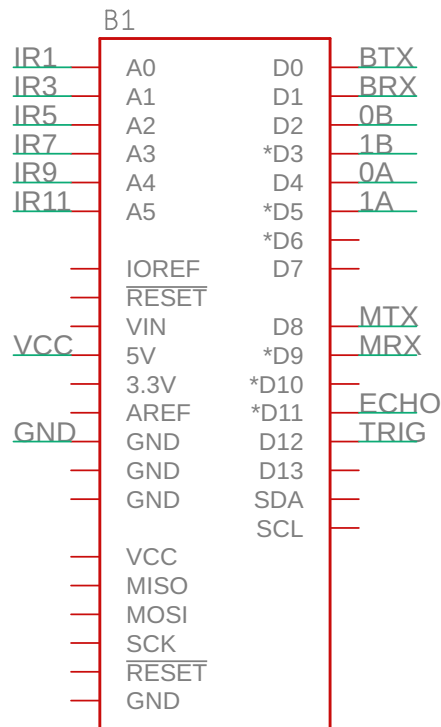 B1
IR1 A0 D0 BTX
IR3 A1 D1 BRX
IR5 A2 D2 0B
IR7 A3 *D3 1B
IR9 A4 D4 0A
IR11 A5 *D5 1A
*D6
IOREF D7
RESET
VIN D8 MTX
VCC 5V *D9 MRX
3.3V *D10
AREF *D11 ECHO
GND GND D12 TRIG
GND D13
GND SDA
SCL
VCC
MISO
MOSI
SCK
RESET
GND